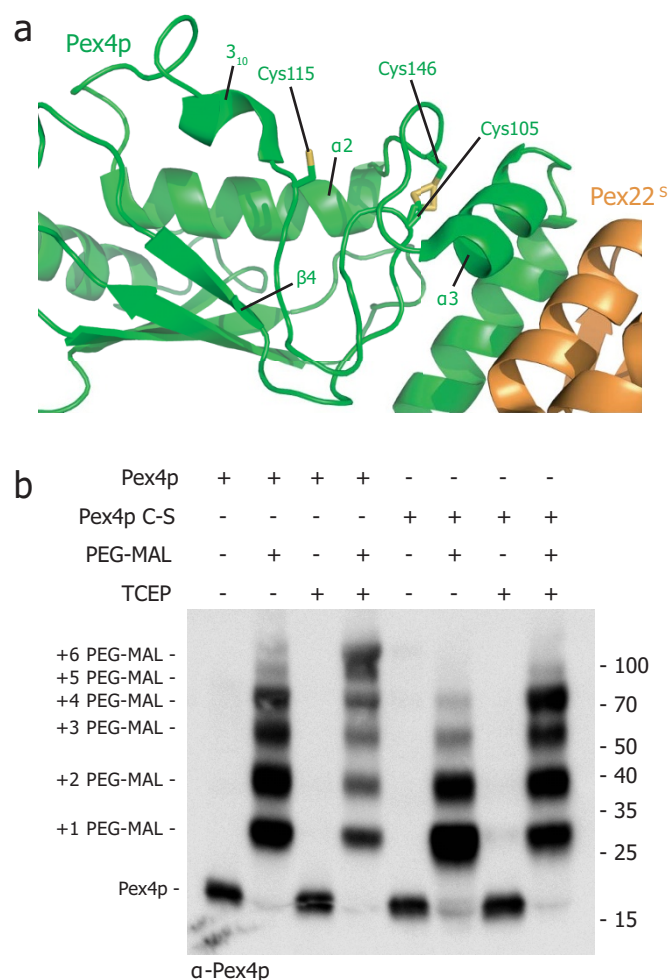 a
Pex4p
3₁₀
Cys115
Cys146
α2
Cys105
Pex22 ˢ
β4
α3
b
Pex4p + + + + - - - -
Pex4p C-S - - - - + + + +
PEG-MAL - + - + - + - +
TCEP - - + + - - + +
+6 PEG-MAL - - 100
+5 PEG-MAL -
+4 PEG-MAL - - 70
+3 PEG-MAL - - 50
+2 PEG-MAL - - 40
- 35
+1 PEG-MAL - - 25
Pex4p -
- 15
α-Pex4p